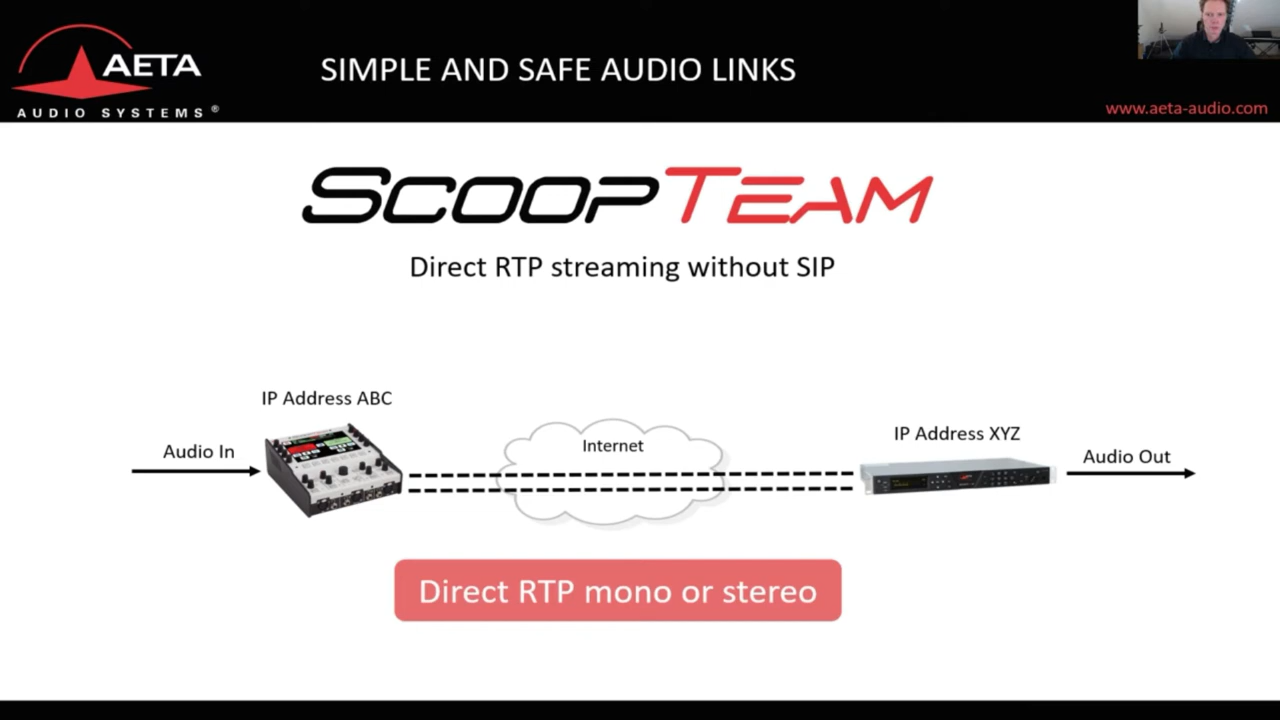 AETA
AUDIO SYSTEMS®
SIMPLE AND SAFE AUDIO LINKS
www.aeta-audio.com
SCOOPTEAM
Direct RTP streaming without SIP
IP Address ABC
Audio In
Internet
IP Address XYZ
Audio Out
Direct RTP mono or stereo